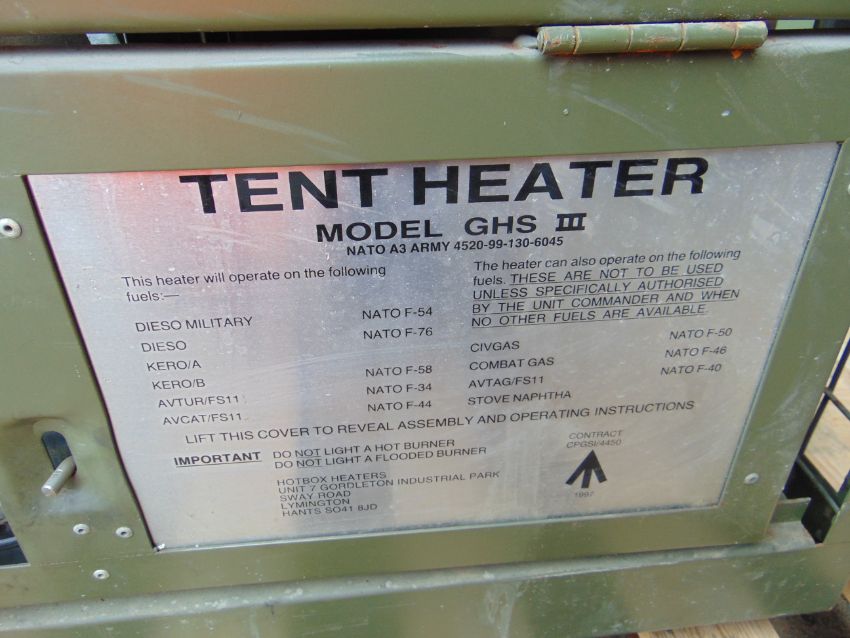 TENT HEATER
MODEL GHS III
NATO A3 ARMY 4520-99-130-6045
This heater will operate on the following
fuels:—
DIESO MILITARY NATO F-54
DIESO NATO F-76
KERO/A
KERO/B NATO F-58
AVTUR/FS11 NATO F-34
AVCAT/FS11 NATO F-44
The heater can also operate on the following
fuels. THESE ARE NOT TO BE USED
UNLESS SPECIFICALLY AUTHORISED
BY THE UNIT COMMANDER AND WHEN
NO OTHER FUELS ARE AVAILABLE.
CIVGAS NATO F-50
COMBAT GAS NATO F-46
AVTAG/FS11 NATO F-40
STOVE NAPHTHA
LIFT THIS COVER TO REVEAL ASSEMBLY AND OPERATING INSTRUCTIONS
IMPORTANT DO NOT LIGHT A HOT BURNER
DO NOT LIGHT A FLOODED BURNER
HOTBOX HEATERS
UNIT 7 GORDLETON INDUSTRIAL PARK
SWAY ROAD
LYMINGTON
HANTS SO41 8JD
CONTRACT
CPGSI/4450
1997